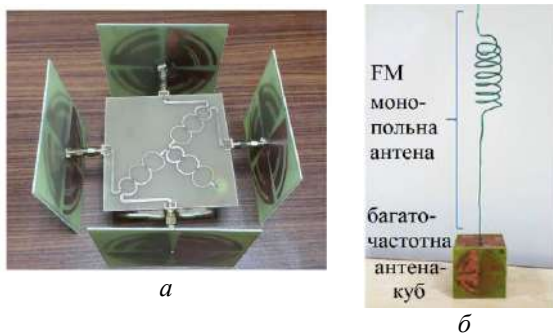 FM
моно-
польна
антена
багато-
частотна
антена-
куб
а
б